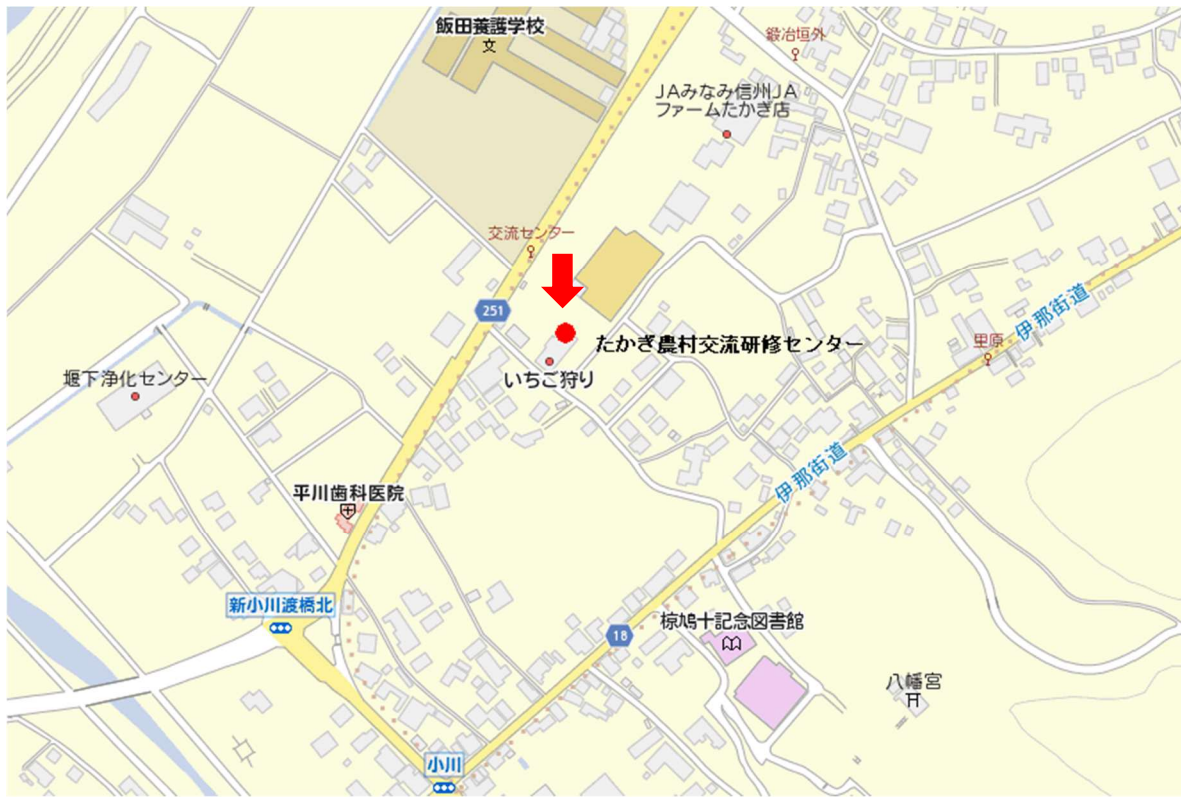 飯田養護学校
鍛冶垣外
JAみなみ信州JA
ファームたかぎ店
交流センター
251
伊那街道
里原
たかぎ農村交流研修センター
いちご狩り
堰下浄化センター
伊那街道
平川歯科医院
新小川渡橋北
18
椋鳩十記念図書館
八幡宮
小川